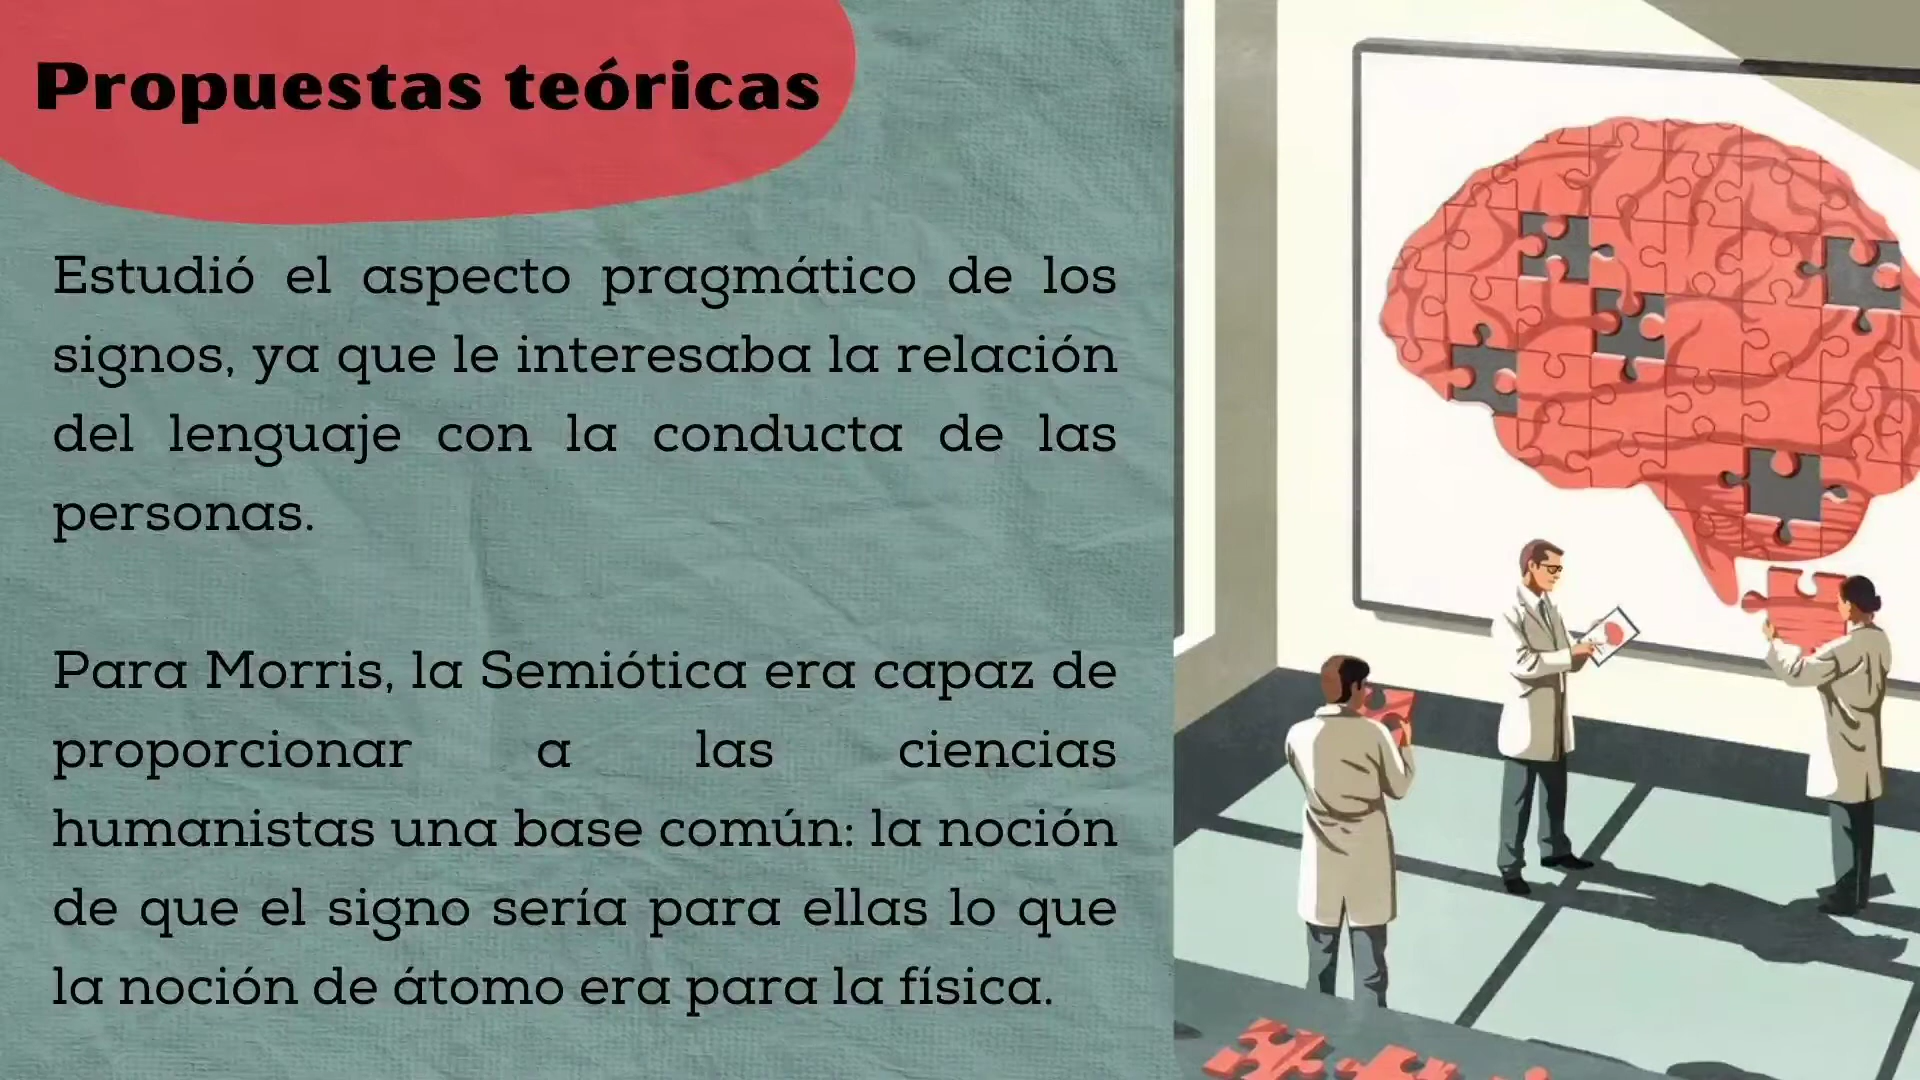 Propuestas teóricas
Estudió el aspecto pragmático de los
signos, ya que le interesaba la relación
del lenguaje con la conducta de las
personas.
Para Morris, la Semiótica era capaz de
proporcionar a las ciencias
humanistas una base común: la noción
de que el signo sería para ellas lo que
la noción de átomo era para la física.